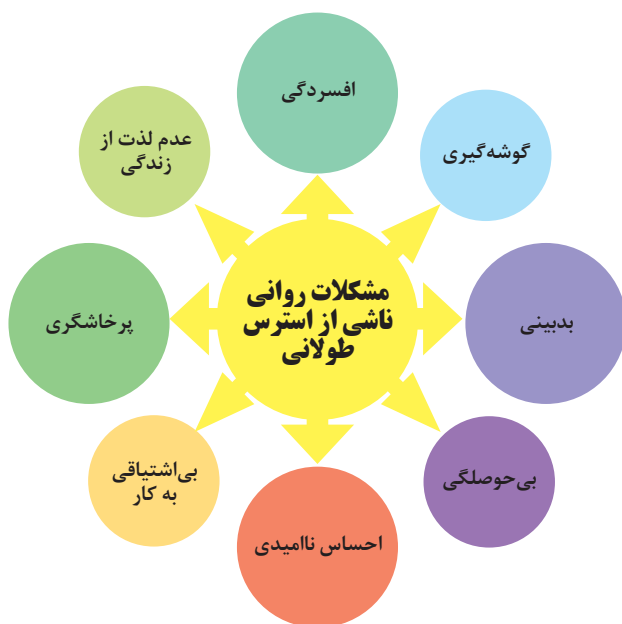 مشکلات روانی
ناشی از استرس
طولانی
افسردگی
گوشه‌گیری
بدبینی
بی‌حوصلگی
احساس ناامیدی
بی‌اشتیاقی
به کار
پرخاشگری
عدم لذت از
زندگی